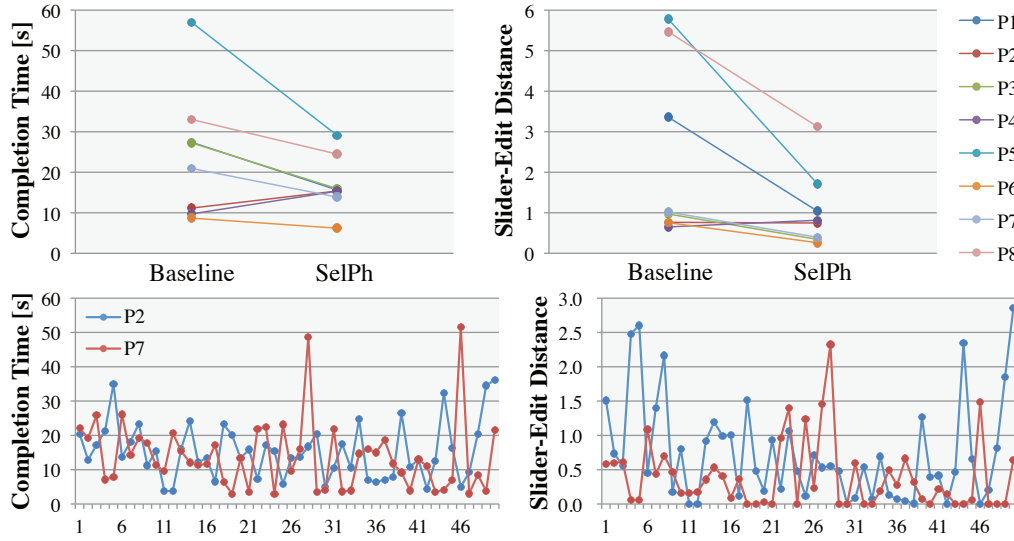 Completion Time [s]
60
50
40
30
20
10
0
Baseline
SelPh
Slider-Edit Distance
6
5
4
3
2
1
0
Baseline
SelPh
P1
P2
P3
P4
P5
P6
P7
P8
Completion Time [s]
60
50
40
30
20
10
0
P2
P7
1 6 11 16 21 26 31 36 41 46
Slider-Edit Distance
3.0
2.5
2.0
1.5
1.0
0.5
0.0
1 6 11 16 21 26 31 36 41 46